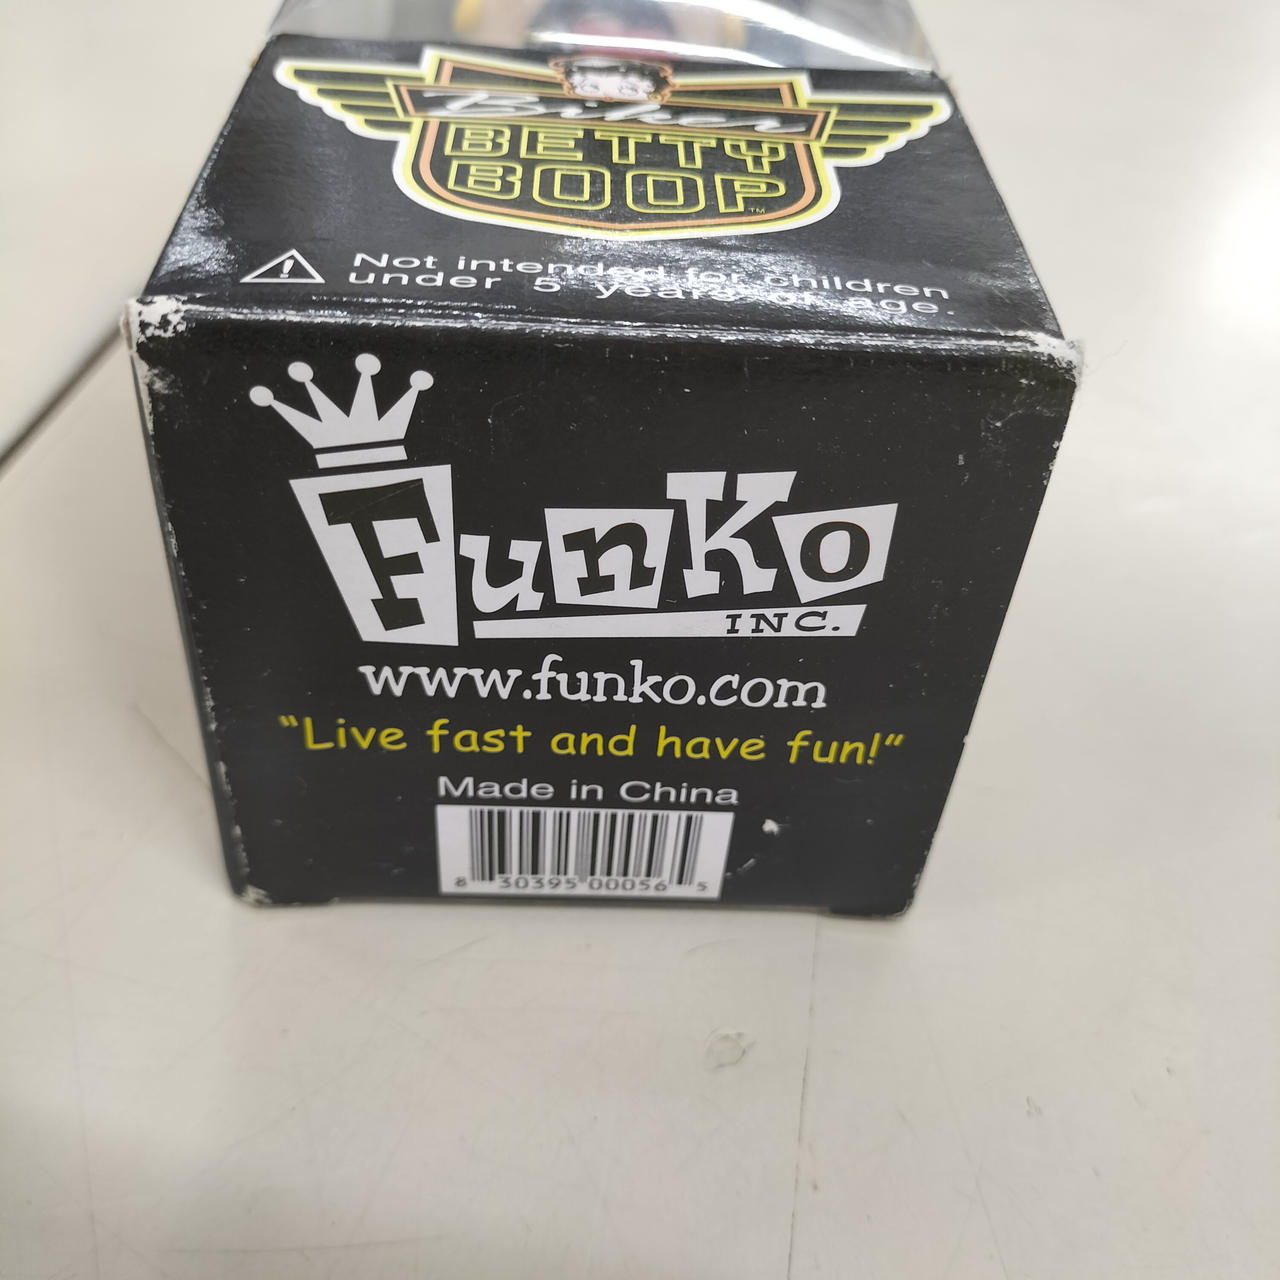 Biker
BETTY
BOOP™
Not intended for children
under 5 years of age.
Funko
INC.
www.funko.com
"Live fast and have fun!"
Made in China
8 30395 00056 5